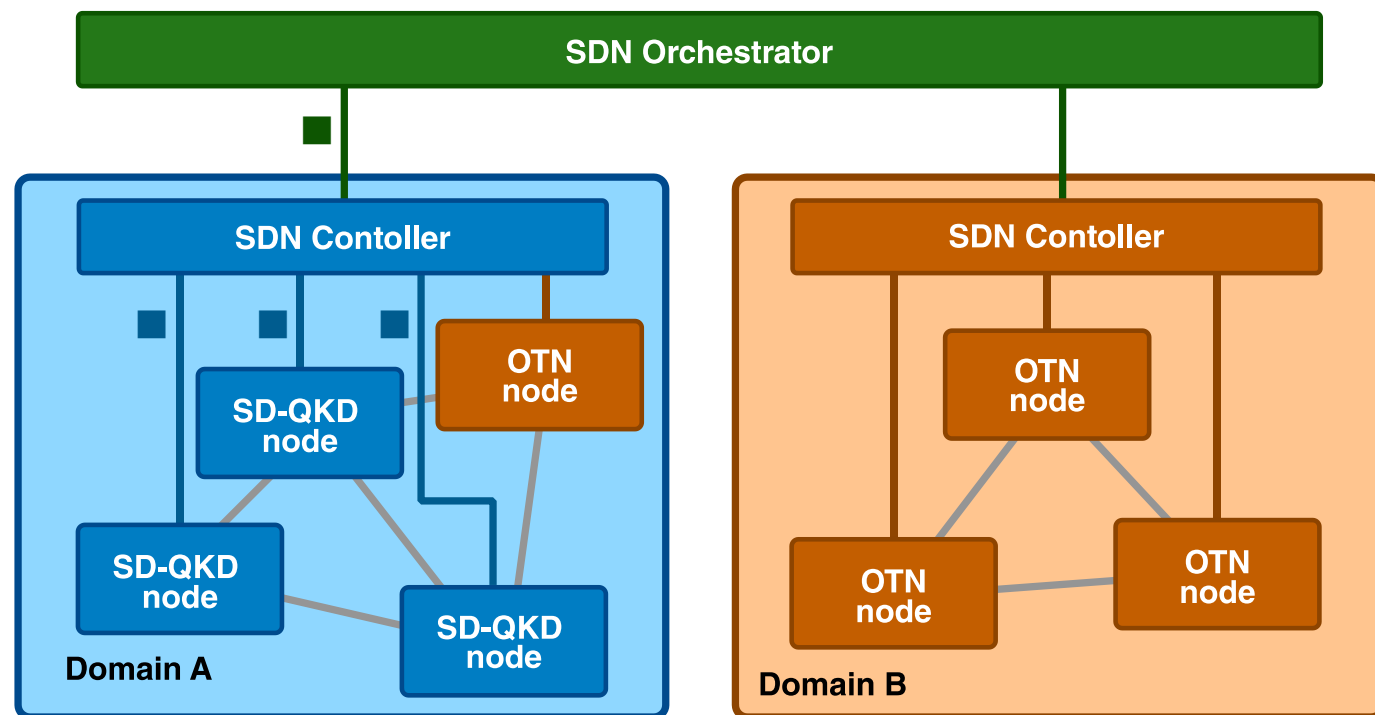 SDN Orchestrator
SDN Contoller
OTN
node
SD-QKD
node
SD-QKD
node
SD-QKD
node
Domain A
SDN Contoller
OTN
node
OTN
node
OTN
node
Domain B